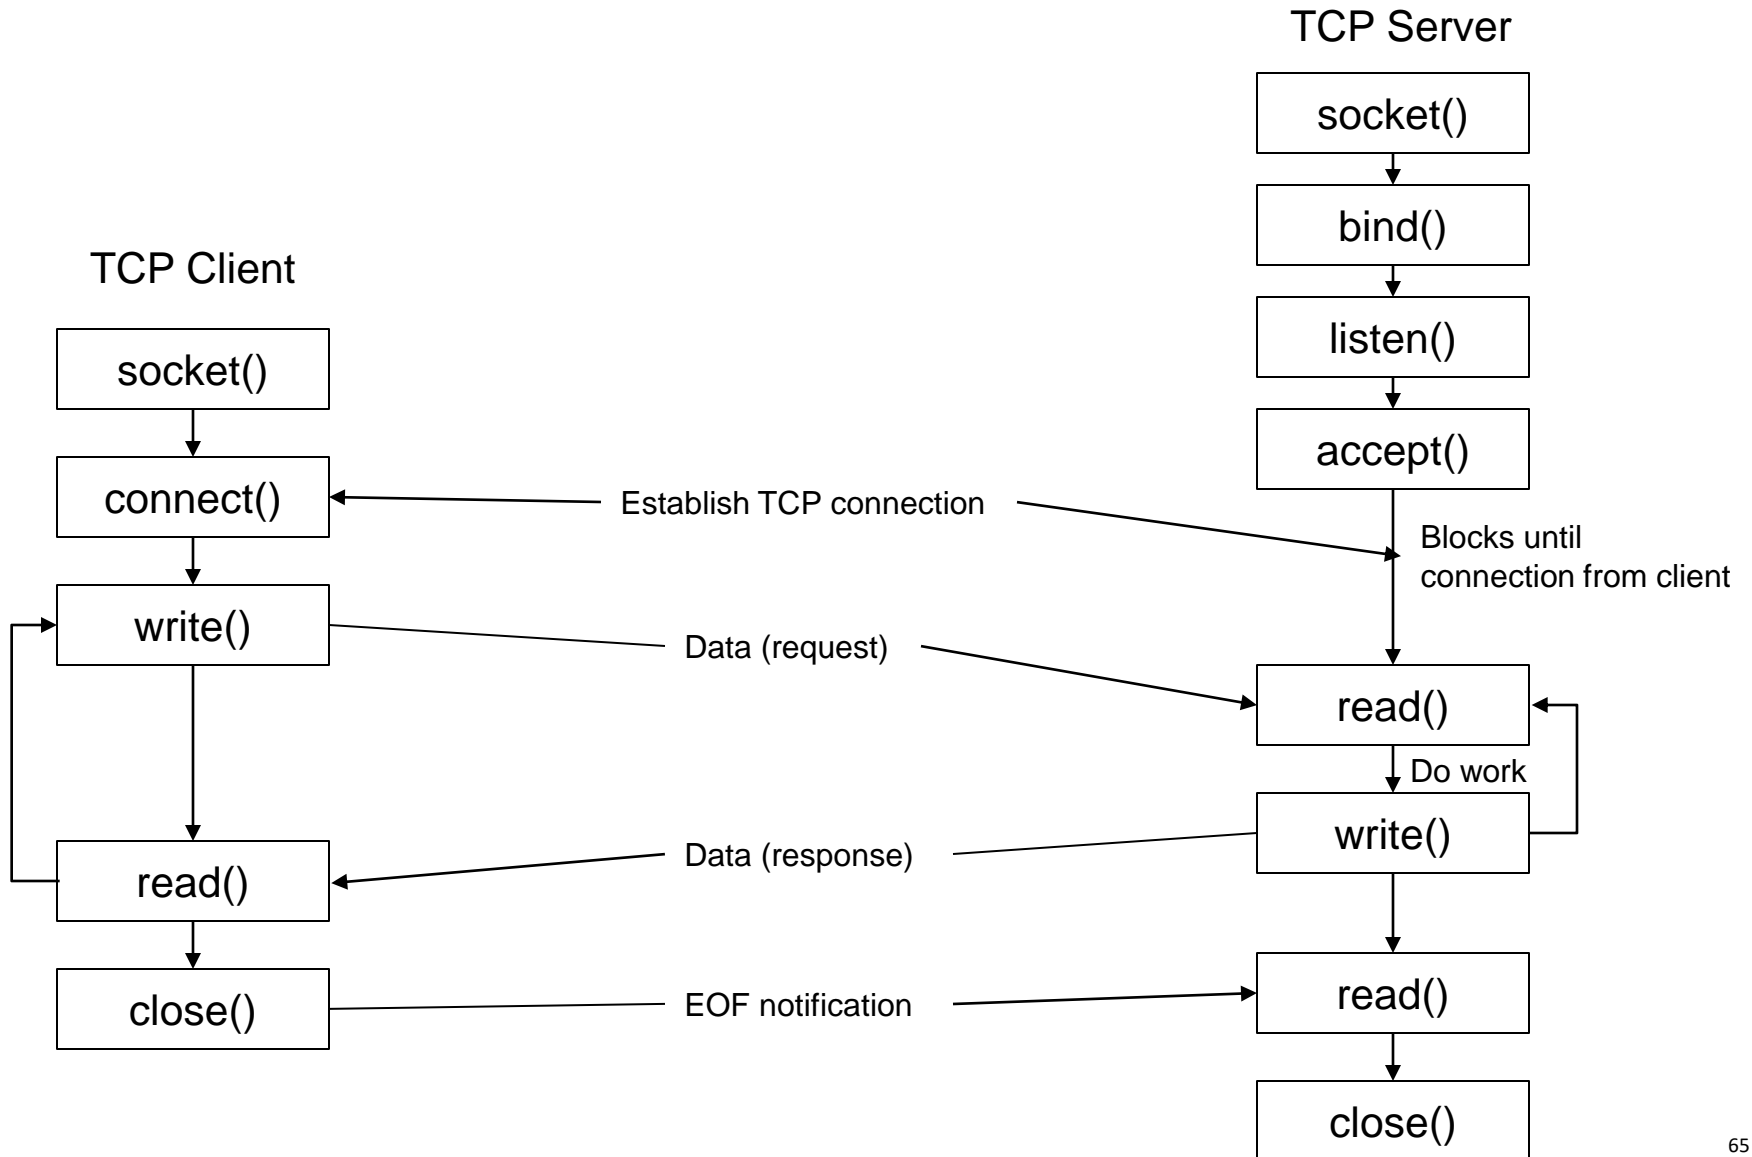 TCP Server
socket()
bind()
TCP Client
listen()
socket()
accept()
connect()
Establish TCP connection
Blocks until
connection from client
write()
Data (request)
read()
Do work
write()
Data (response)
read()
close()
EOF notification
read()
close()
65